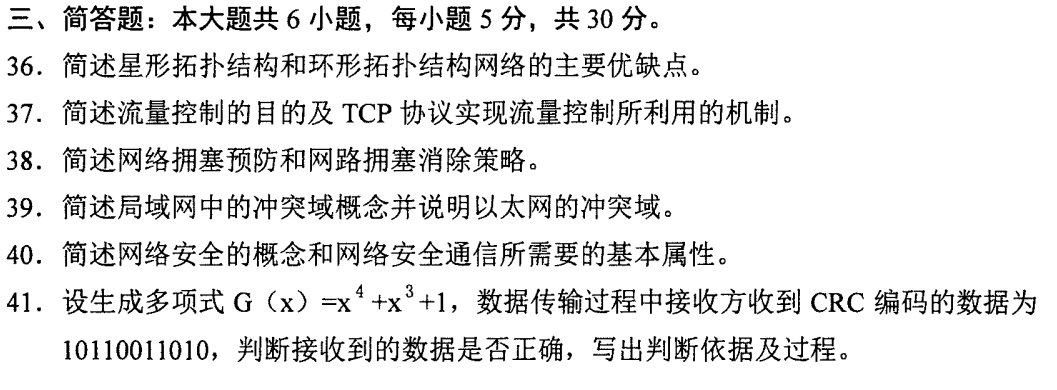 三、简答题：本大题共 6 小题，每小题 5 分，共 30 分。
36．简述星形拓扑结构和环形拓扑结构网络的主要优缺点。
37．简述流量控制的目的及 TCP 协议实现流量控制所利用的机制。
38．简述网络拥塞预防和网路拥塞消除策略。
39．简述局域网中的冲突域概念并说明以太网的冲突域。
40．简述网络安全的概念和网络安全通信所需要的基本属性。
41．设生成多项式 G（x）=x⁴+x³+1，数据传输过程中接收方收到 CRC 编码的数据为
10110011010，判断接收到的数据是否正确，写出判断依据及过程。